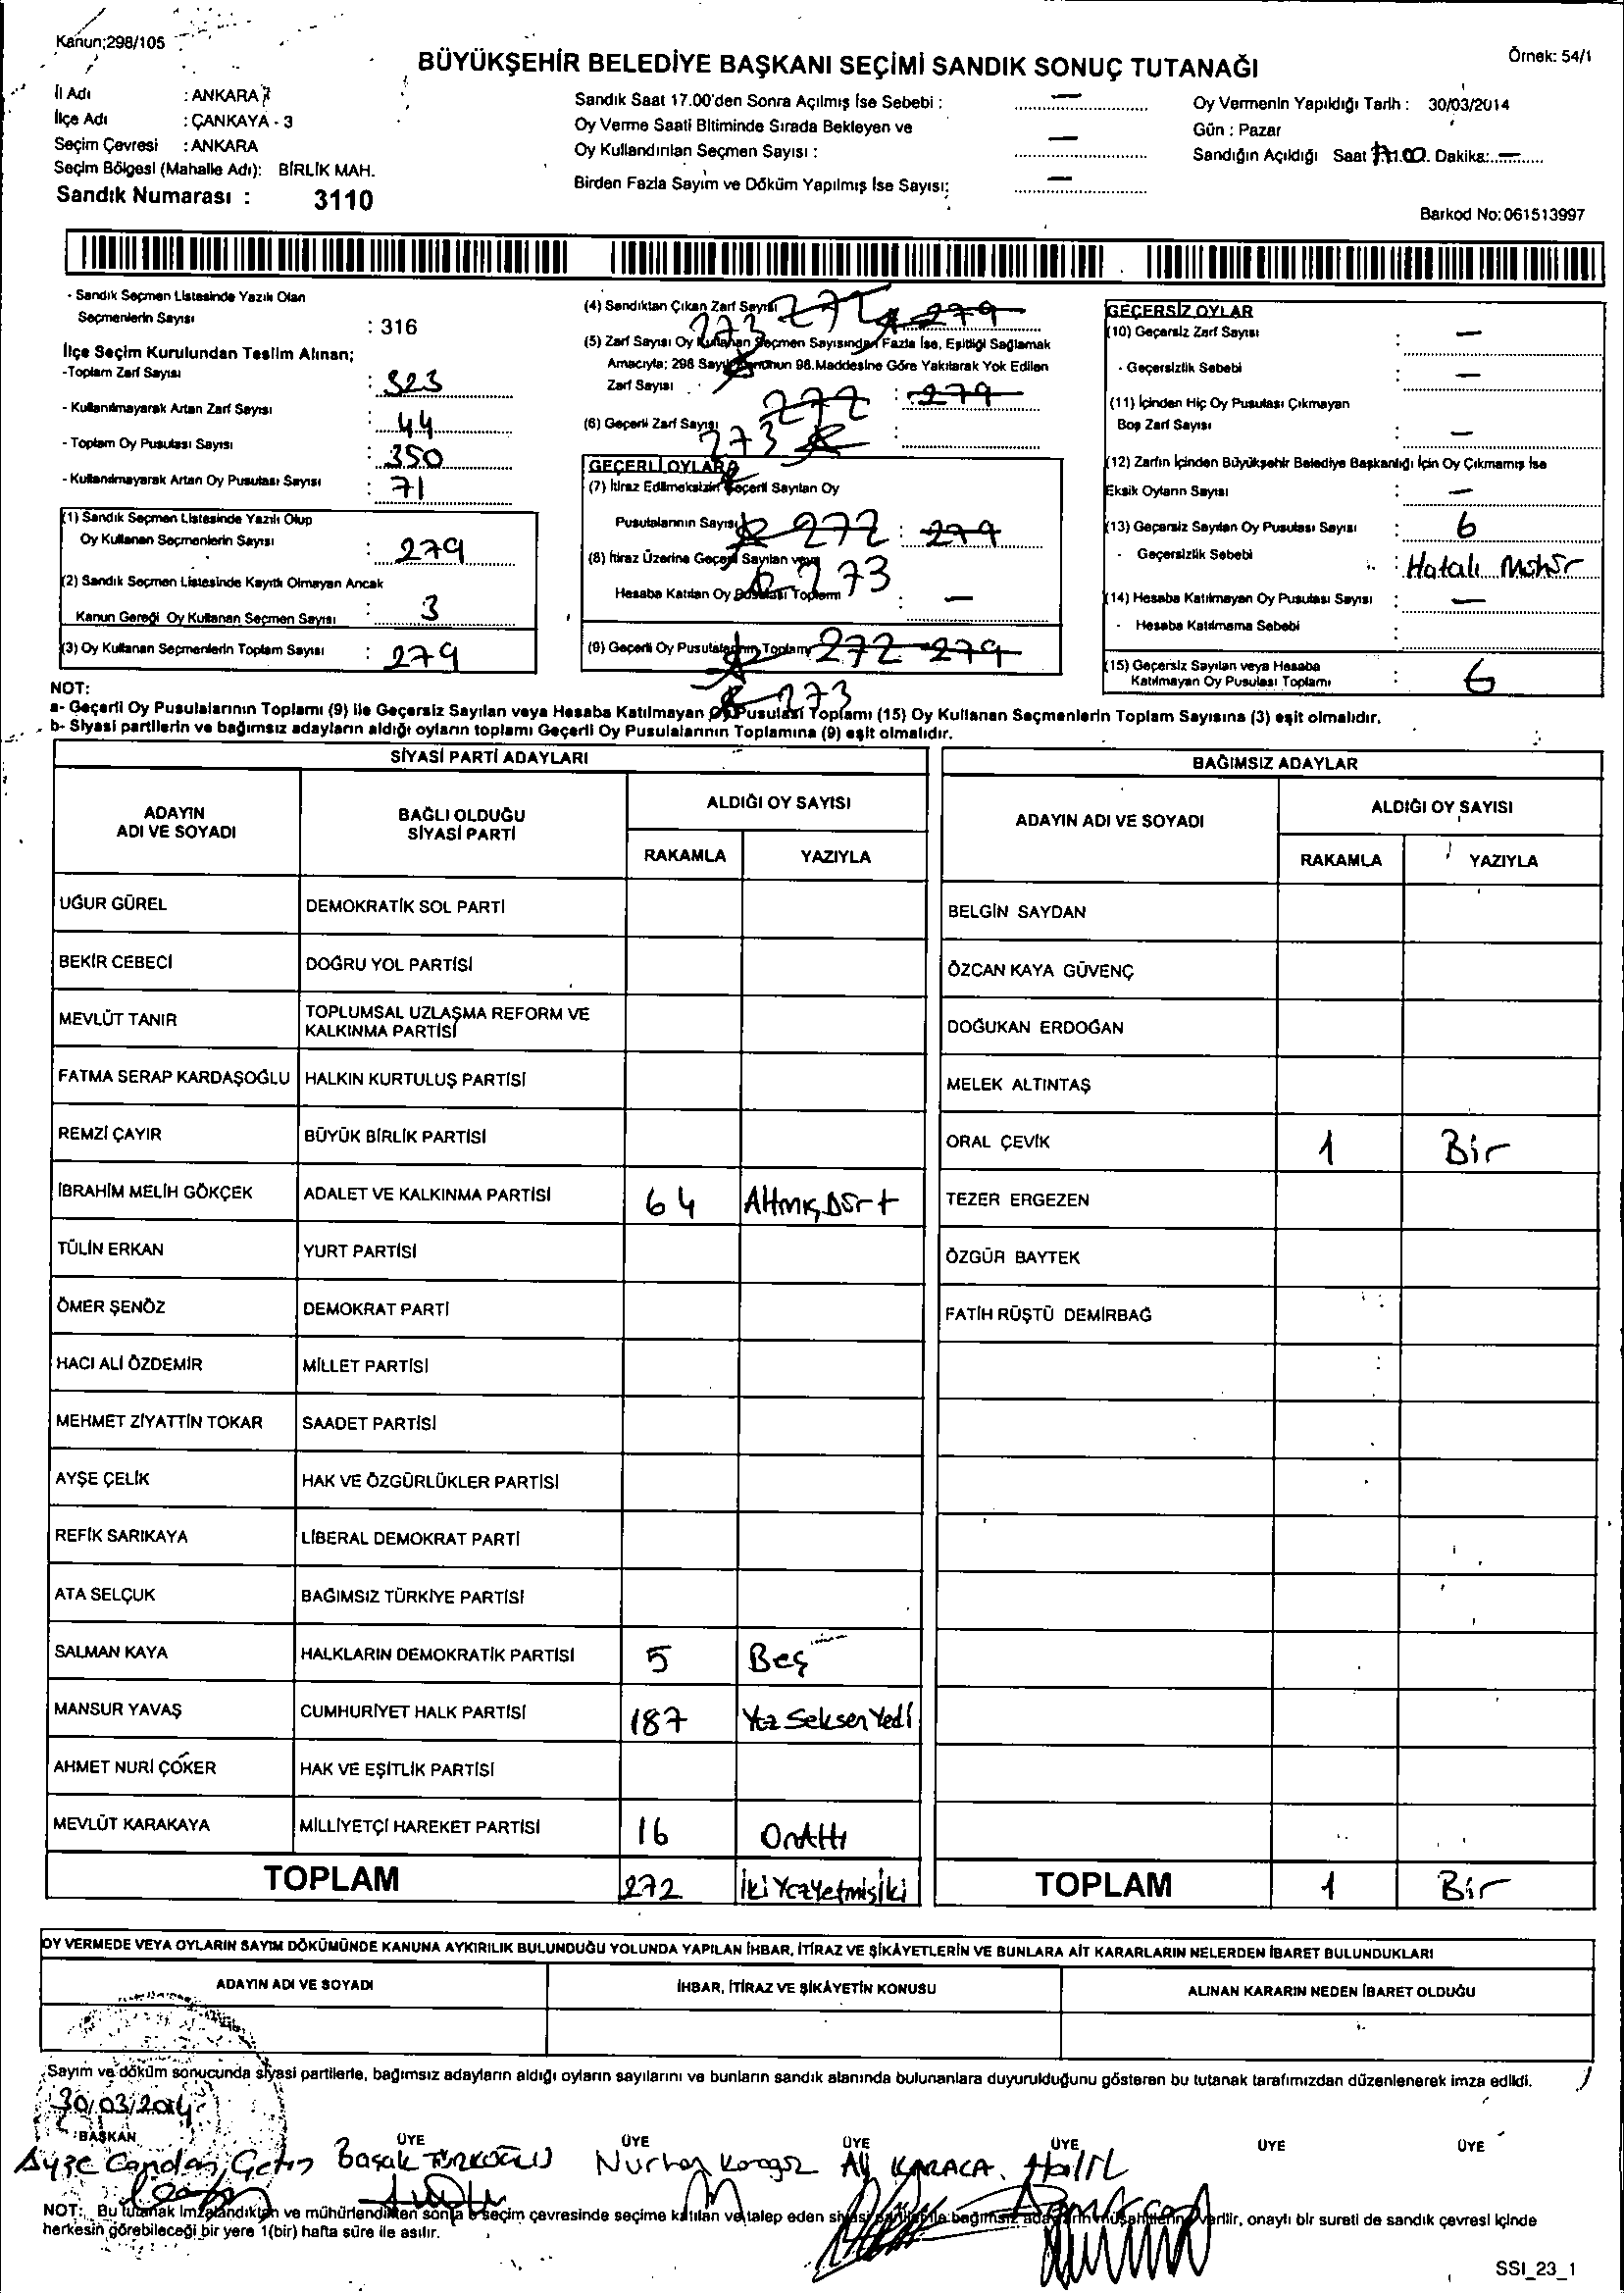 Kanun;298/105
BÜYÜKŞEHİR BELEDİYE BAŞKANI SEÇİMİ SANDIK SONUÇ TUTANAĞI
Örnek: 54/1
İl Adı : ANKARA
İlçe Adı : ÇANKAYA - 3
Seçim Çevresi : ANKARA
Seçim Bölgesi (Mahalle Adı): BİRLİK MAH.
Sandık Numarası : 3110
Sandık Saat 17.00'den Sonra Açılmış İse Sebebi : —
Oy Verme Saati Bitiminde Sırada Bekleyen ve
Oy Kullandırılan Seçmen Sayısı : —
Birden Fazla Sayım ve Döküm Yapılmış İse Sayısı: —
Oy Vermenin Yapıldığı Tarih : 30/03/2014
Gün : Pazar
Sandığın Açıldığı Saat Dakika: —
Barkod No: 061513997
- Sandık Seçmen Listesinde Yazılı Olan
Seçmenlerin Sayısı : 316
İlçe Seçim Kurulundan Teslim Alınan;
-Toplam Zarf Sayısı : 323
- Kullanılmayarak Artan Zarf Sayısı : 44
- Toplam Oy Pusulası Sayısı : 350
- Kullanılmayarak Artan Oy Pusulası Sayısı : 71
(1) Sandık Seçmen Listesinde Yazılı Olup
Oy Kullanan Seçmenlerin Sayısı : 279
(2) Sandık Seçmen Listesinde Kayıtlı Olmayan Ancak
Kanun Gereği Oy Kullanan Seçmen Sayısı : 3
(3) Oy Kullanan Seçmenlerin Toplam Sayısı : 279
(4) Sandıktan Çıkan Zarf Sayısı 272 279
273
(5) Zarf Sayısı Oy Kullanan Seçmen Sayısından Fazla İse, Eşitliği Sağlamak
Amacıyla; 298 Sayılı Kanunun 98.Maddesine Göre Yakılarak Yok Edilen
Zarf Sayısı : 279
(6) Geçerli Zarf Sayısı 272
273
GEÇERLİ OYLAR
(7) İtiraz Edilmeksizin Geçerli Sayılan Oy
Pusulalarının Sayısı 272 : 279
(8) İtiraz Üzerine Geçerli Sayılan veya 273
Hesaba Katılan Oy Pusulası Toplamı : —
(9) Geçerli Oy Pusulalarının Toplamı 272 279
273
GEÇERSİZ OYLAR
(10) Geçersiz Zarf Sayısı : —
- Geçersizlik Sebebi : —
(11) İçinden Hiç Oy Pusulası Çıkmayan
Boş Zarf Sayısı : —
(12) Zarfın İçinden Büyükşehir Belediye Başkanlığı İçin Oy Çıkmamış İse
Eksik Oyların Sayısı : —
(13) Geçersiz Sayılan Oy Pusulası Sayısı : 6
- Geçersizlik Sebebi : Hatalı Mühür
(14) Hesaba Katılmayan Oy Pusulası Sayısı : —
- Hesaba Katılmama Sebebi :
(15) Geçersiz Sayılan veya Hesaba
Katılmayan Oy Pusulası Toplamı : 6
NOT:
a- Geçerli Oy Pusulalarının Toplamı (9) ile Geçersiz Sayılan veya Hesaba Katılmayan Oy Pusulası Toplamı (15) Oy Kullanan Seçmenlerin Toplam Sayısına (3) eşit olmalıdır.
b- Siyasi partilerin ve bağımsız adayların aldığı oyların toplamı Geçerli Oy Pusulalarının Toplamına (9) eşit olmalıdır.
SİYASİ PARTİ ADAYLARI
ADAYIN ADI VE SOYADI
BAĞLI OLDUĞU SİYASİ PARTİ
ALDIĞI OY SAYISI
RAKAMLA YAZIYLA
UĞUR GÜREL DEMOKRATİK SOL PARTİ
BEKİR CEBECİ DOĞRU YOL PARTİSİ
MEVLÜT TANIR TOPLUMSAL UZLAŞMA REFORM VE KALKINMA PARTİSİ
FATMA SERAP KARDAŞOĞLU HALKIN KURTULUŞ PARTİSİ
REMZİ ÇAYIR BÜYÜK BİRLİK PARTİSİ
İBRAHİM MELİH GÖKÇEK ADALET VE KALKINMA PARTİSİ 64 Altmış Dört
TÜLİN ERKAN YURT PARTİSİ
ÖMER ŞENÖZ DEMOKRAT PARTİ
HACI ALİ ÖZDEMİR MİLLET PARTİSİ
MEHMET ZİYATTİN TOKAR SAADET PARTİSİ
AYŞE ÇELİK HAK VE ÖZGÜRLÜKLER PARTİSİ
REFİK SARIKAYA LİBERAL DEMOKRAT PARTİ
ATA SELÇUK BAĞIMSIZ TÜRKİYE PARTİSİ
SALMAN KAYA HALKLARIN DEMOKRATİK PARTİSİ 5 Beş
MANSUR YAVAŞ CUMHURİYET HALK PARTİSİ 187 Yüz Seksen Yedi
AHMET NURİ ÇÖKER HAK VE EŞİTLİK PARTİSİ
MEVLÜT KARAKAYA MİLLİYETÇİ HAREKET PARTİSİ 16 OnAltı
TOPLAM 272 İki Yüz Yetmiş İki
BAĞIMSIZ ADAYLAR
ADAYIN ADI VE SOYADI
ALDIĞI OY SAYISI
RAKAMLA YAZIYLA
BELGİN SAYDAN
ÖZCAN KAYA GÜVENÇ
DOĞUKAN ERDOĞAN
MELEK ALTINTAŞ
ORAL ÇEVİK 1 Bir
TEZER ERGEZEN
ÖZGÜR BAYTEK
FATİH RÜŞTÜ DEMİRBAĞ
TOPLAM 1 Bir
OY VERMEDE VEYA OYLARIN SAYIM DÖKÜMÜNDE KANUNA AYKIRILIK BULUNDUĞU YOLUNDA YAPILAN İHBAR, İTİRAZ VE ŞİKÂYETLERİN VE BUNLARA AİT KARARLARIN NELERDEN İBARET BULUNDUKLARI
ADAYIN ADI VE SOYADI İHBAR, İTİRAZ VE ŞİKÂYETİN KONUSU ALINAN KARARIN NEDEN İBARET OLDUĞU
Sayım ve döküm sonucunda siyasi partilerle, bağımsız adayların aldığı oyların sayılarını ve bunların sandık alanında bulunanlara duyurulduğunu gösteren bu tutanak tarafımızdan düzenlenerek imza edildi.
30/03/2014
BAŞKAN ÜYE ÜYE ÜYE ÜYE ÜYE ÜYE
Ayşe Candan Çetin Başak TÜRKOĞLU Nurhan Ali KARACA Halil
NOT: Bu tutanak imzalandıktan ve mühürlendikten sonra o seçim çevresinde seçime katılan ve talep eden siyasi partiler ile bağımsız adayların müşahitlerine verilir, onaylı bir sureti de sandık çevresi içinde
herkesin görebileceği bir yere 1(bir) hafta süre ile asılır.
SSI_23_1